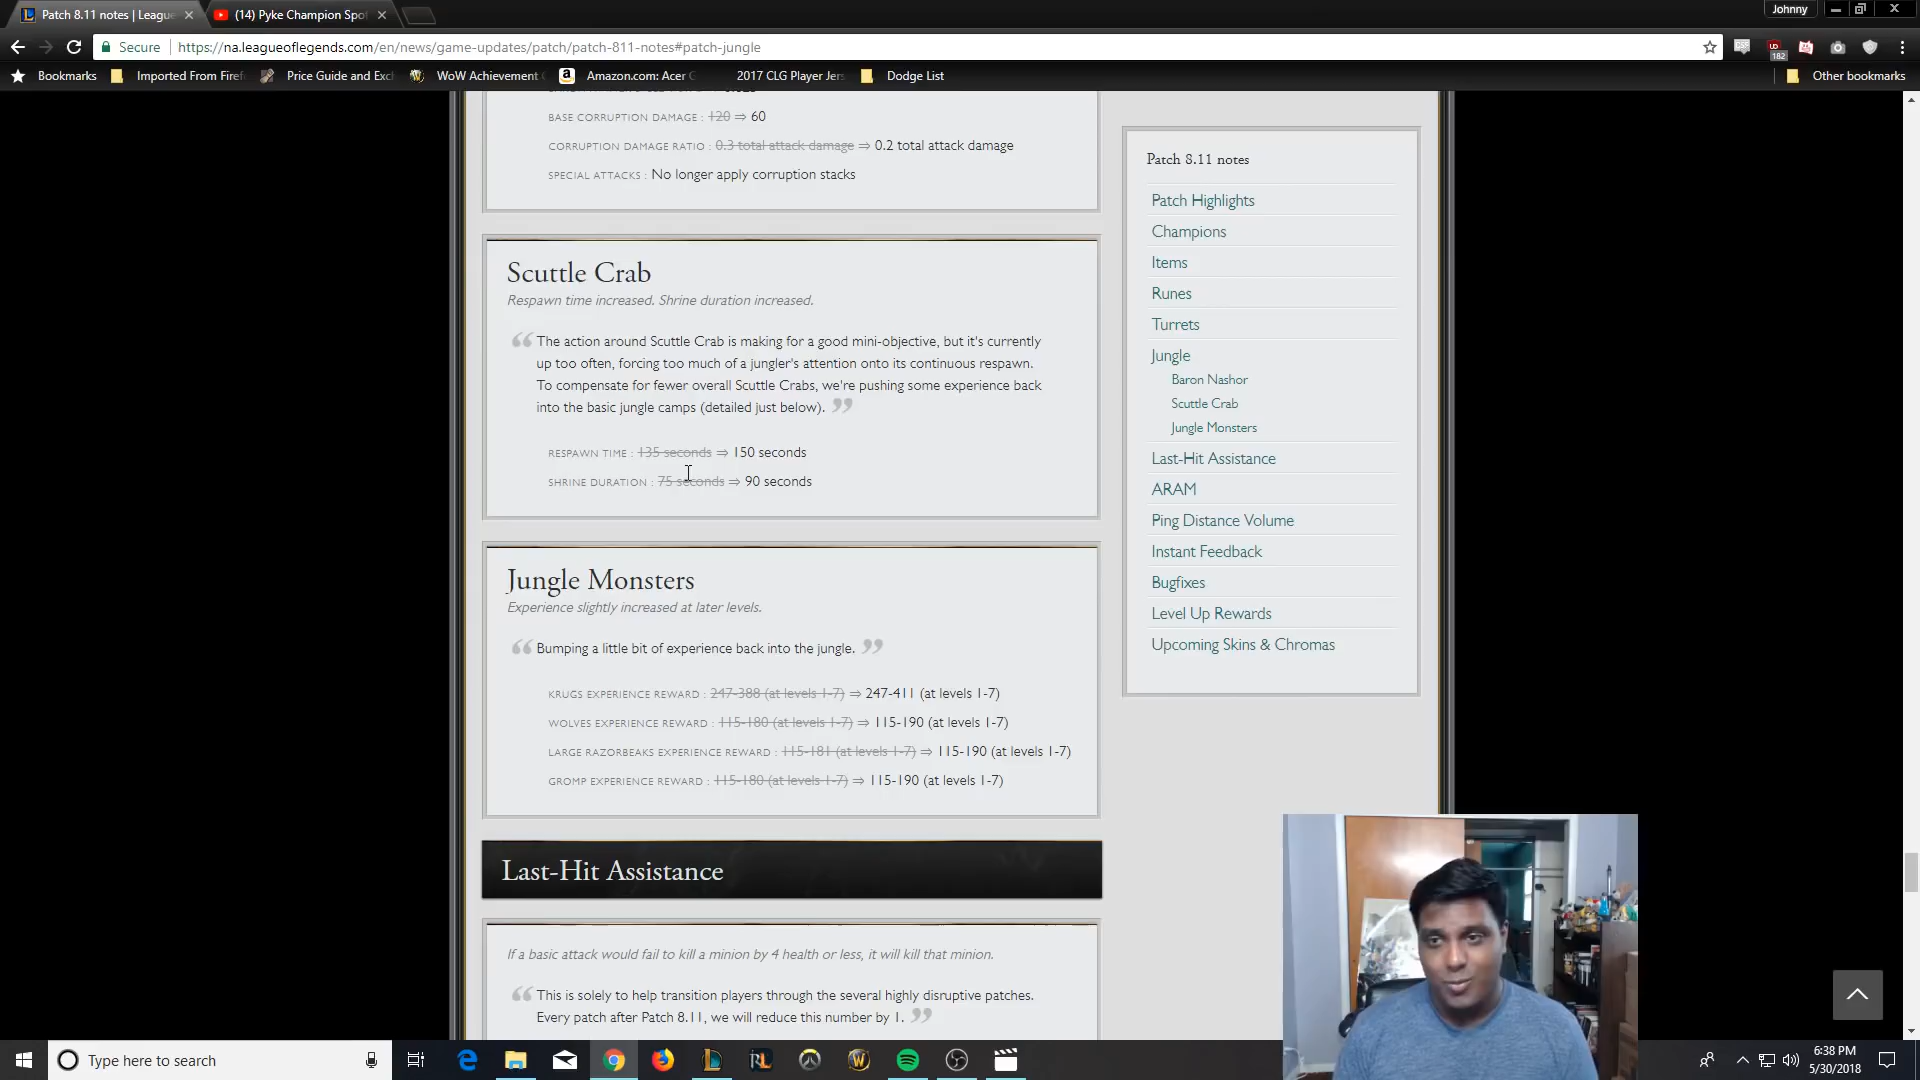 Patch 8.11 notes | Leagu
(14) Pyke Champion Spo
Johnny
Secure
https://na.leagueoflegends.com/en/news/game-updates/patch/patch-811-notes#patch-jungle
182
Bookmarks
Imported From Firef
Price Guide and Exc
WoW Achievement
Amazon.com: Acer
2017 CLG Player Jers
Dodge List
Other bookmarks
BASE CORRUPTION DAMAGE : 120 ⇒ 60
CORRUPTION DAMAGE RATIO : 0.3 total attack damage ⇒ 0.2 total attack damage
SPECIAL ATTACKS : No longer apply corruption stacks
Scuttle Crab
Respawn time increased. Shrine duration increased.
“ The action around Scuttle Crab is making for a good mini-objective, but it's currently
up too often, forcing too much of a jungler's attention onto its continuous respawn.
To compensate for fewer overall Scuttle Crabs, we're pushing some experience back
into the basic jungle camps (detailed just below). ”
RESPAWN TIME : 135 seconds ⇒ 150 seconds
SHRINE DURATION : 75 seconds ⇒ 90 seconds
Jungle Monsters
Experience slightly increased at later levels.
“ Bumping a little bit of experience back into the jungle. ”
KRUGS EXPERIENCE REWARD : 247-388 (at levels 1-7) ⇒ 247-411 (at levels 1-7)
WOLVES EXPERIENCE REWARD : 115-180 (at levels 1-7) ⇒ 115-190 (at levels 1-7)
LARGE RAZORBEAKS EXPERIENCE REWARD : 115-181 (at levels 1-7) ⇒ 115-190 (at levels 1-7)
GROMP EXPERIENCE REWARD : 115-180 (at levels 1-7) ⇒ 115-190 (at levels 1-7)
Last-Hit Assistance
If a basic attack would fail to kill a minion by 4 health or less, it will kill that minion.
“ This is solely to help transition players through the several highly disruptive patches.
Every patch after Patch 8.11, we will reduce this number by 1. ”
Patch 8.11 notes
Patch Highlights
Champions
Items
Runes
Turrets
Jungle
Baron Nashor
Scuttle Crab
Jungle Monsters
Last-Hit Assistance
ARAM
Ping Distance Volume
Instant Feedback
Bugfixes
Level Up Rewards
Upcoming Skins & Chromas
Type here to search
RL
6:38 PM
5/30/2018